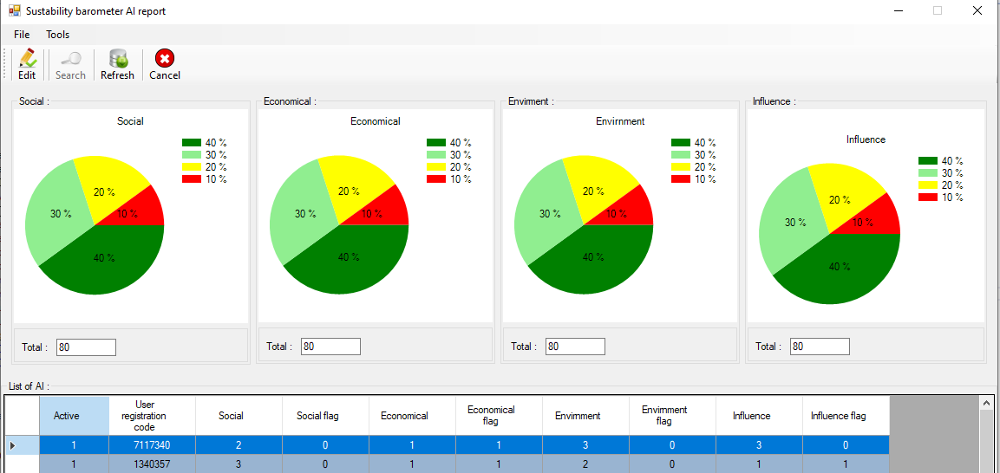 Sustability barometer AI report
File Tools
Edit Search Refresh Cancel
Social :
Social
40 %
30 %
20 %
10 %
20 %
30 %
10 %
40 %
Total : 80
Economical :
Economical
40 %
30 %
20 %
10 %
20 %
30 %
10 %
40 %
Total : 80
Enviment :
Envirnment
40 %
30 %
20 %
10 %
20 %
30 %
10 %
40 %
Total : 80
Influence :
Influence
40 %
30 %
20 %
10 %
20 %
30 %
10 %
40 %
Total : 80
List of AI :
Active User registration code Social Social flag Economical Economical flag Envimment Envimment flag Influence Influence flag
1 7117340 2 0 1 1 3 0 3 0
1 1340357 3 0 1 1 2 0 1 1